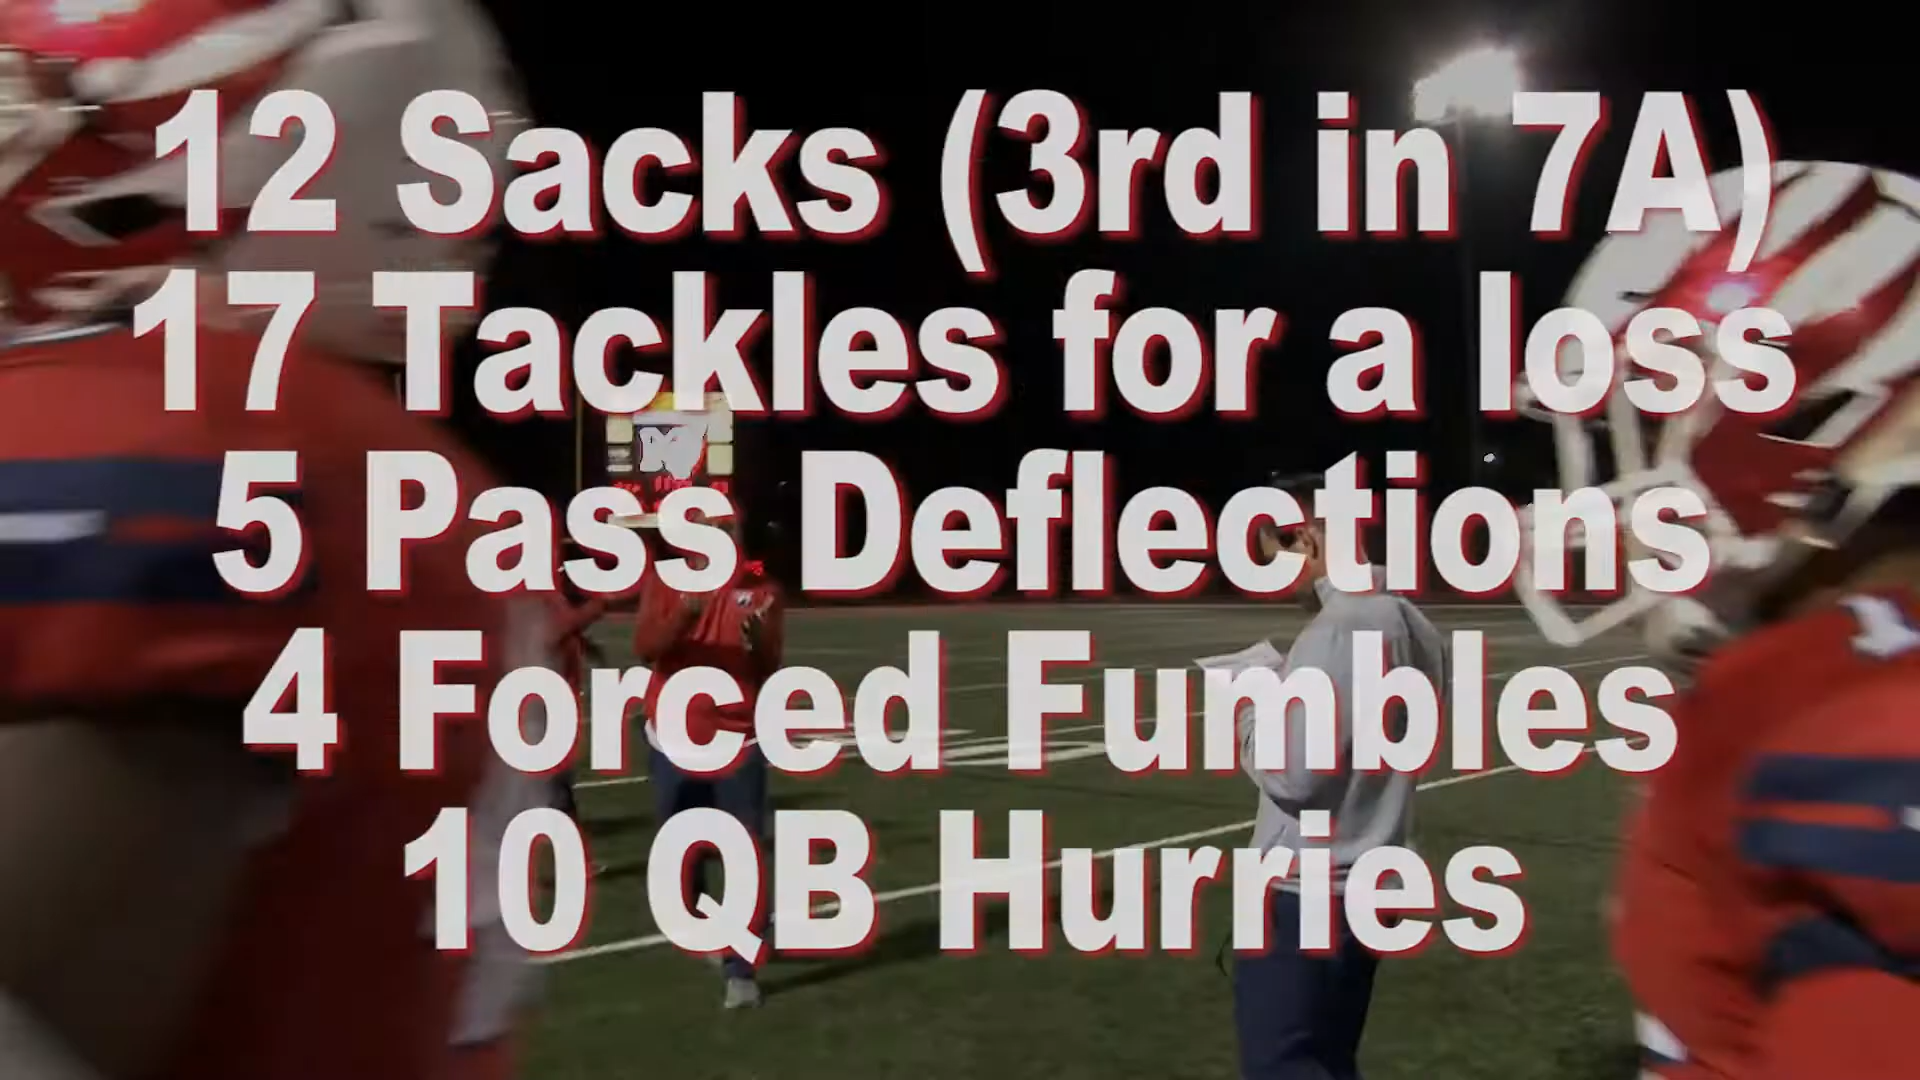 12 Sacks (3rd in 7A)
17 Tackles for a loss
5 Pass Deflections
4 Forced Fumbles
10 QB Hurries